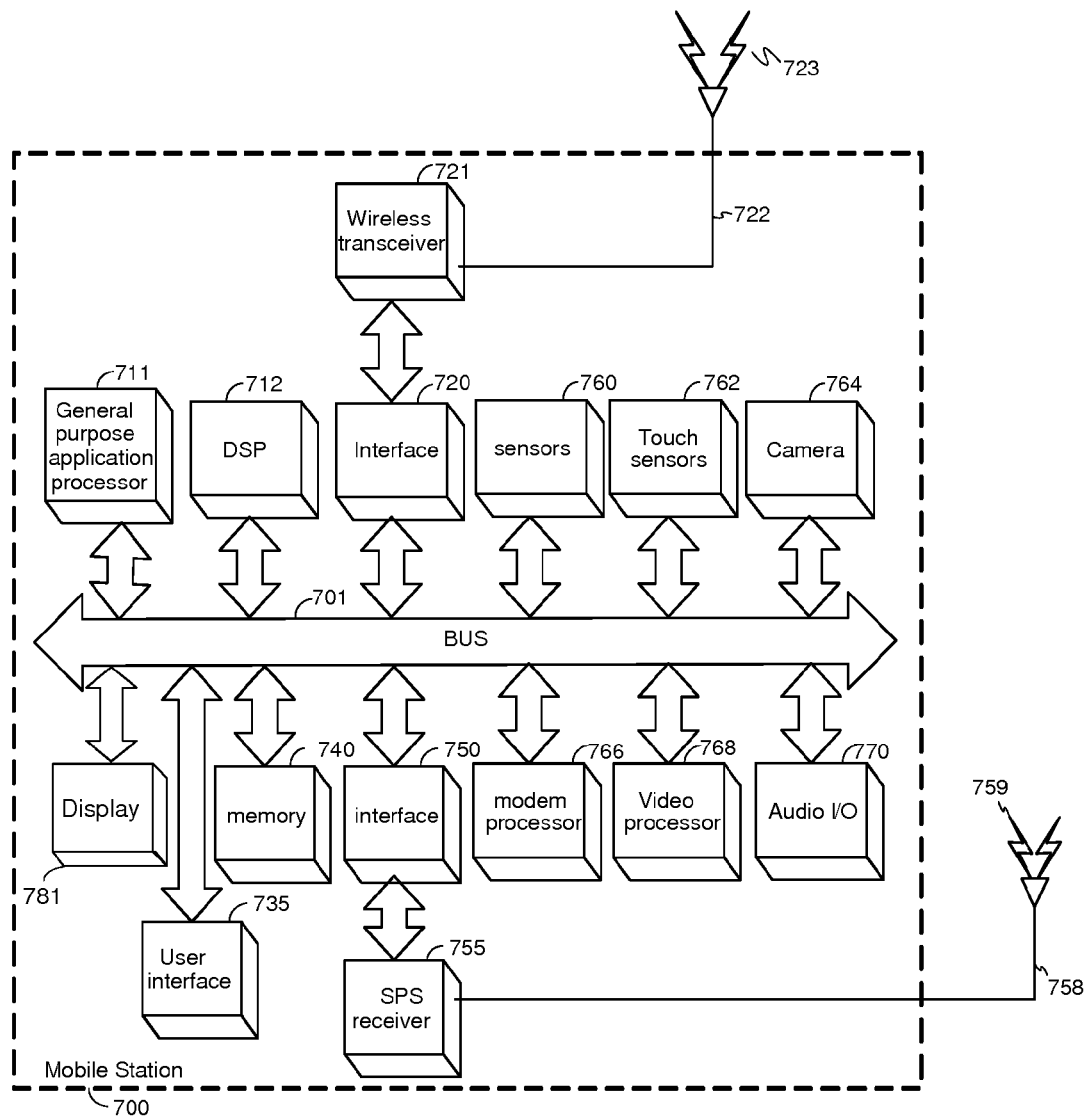 723
721
Wireless
transceiver
722
711
General
purpose
application
processor
712
DSP
720
Interface
760
sensors
762
Touch
sensors
764
Camera
701
BUS
781
Display
740
memory
750
interface
766
modem
processor
768
Video
processor
770
Audio I/O
759
735
User
interface
755
SPS
receiver
758
Mobile Station
700